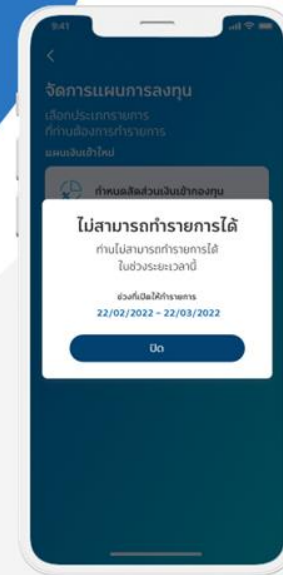 9:41
จัดการแผนการลงทุน
เลือกประเภทรายการ
ที่ท่านต้องการทำรายการ
แผนเงินเข้าใหม่
กำหนดสัดส่วนเงินเข้ากองทุน
ไม่สามารถทำรายการได้
ท่านไม่สามารถทำรายการได้
ในช่วงระยะเวลานี้
ช่วงที่เปิดให้ทำรายการ
22/02/2022 - 22/03/2022
ปิด